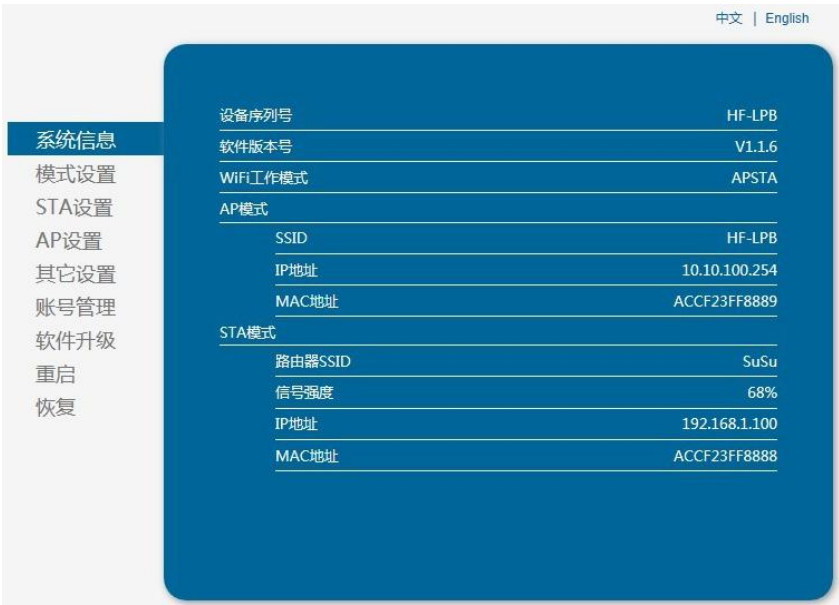 中文 | English
系统信息
模式设置
STA设置
AP设置
其它设置
账号管理
软件升级
重启
恢复
设备序列号 HF-LPB
软件版本号 V1.1.6
WiFi工作模式 APSTA
AP模式
SSID HF-LPB
IP地址 10.10.100.254
MAC地址 ACCF23FF8889
STA模式
路由器SSID SuSu
信号强度 68%
IP地址 192.168.1.100
MAC地址 ACCF23FF8888